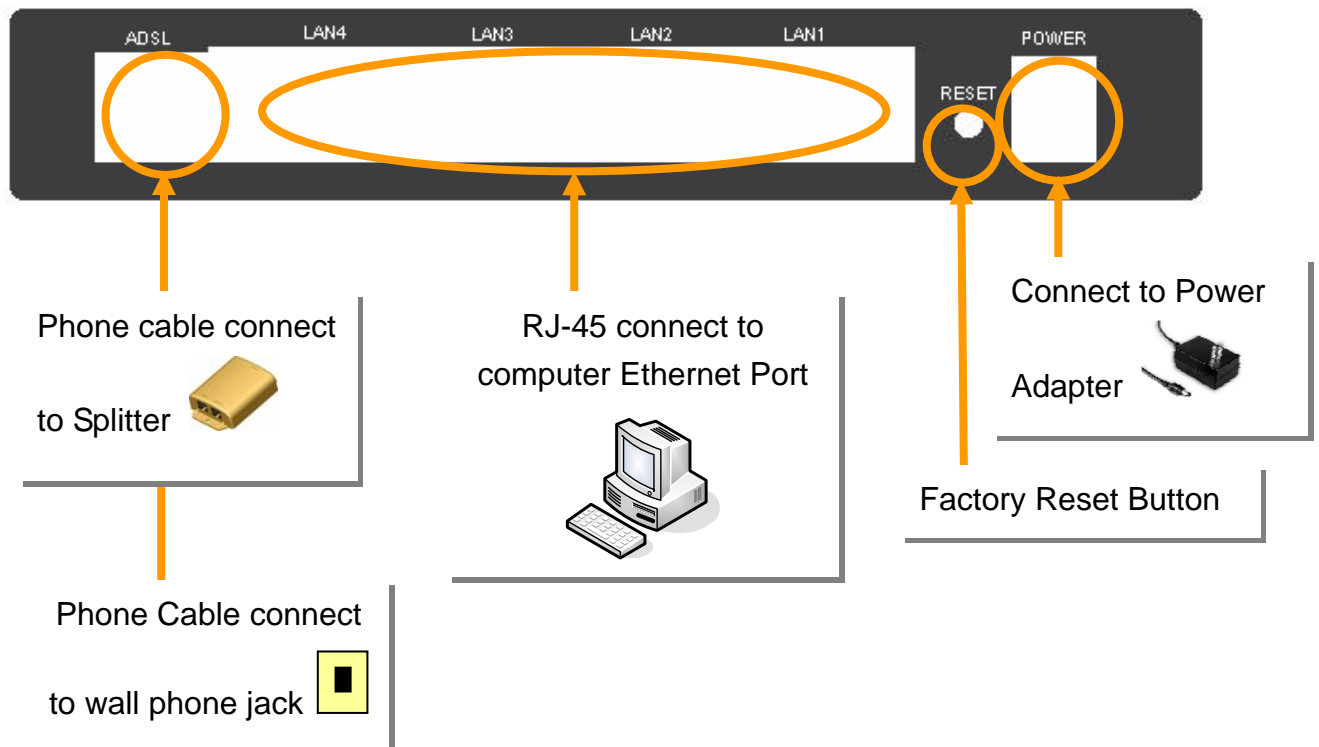 ADSL
LAN4
LAN3
LAN2
LAN1
RESET
POWER
Phone cable connect
to Splitter
RJ-45 connect to
computer Ethernet Port
Connect to Power
Adapter
Factory Reset Button
Phone Cable connect
to wall phone jack